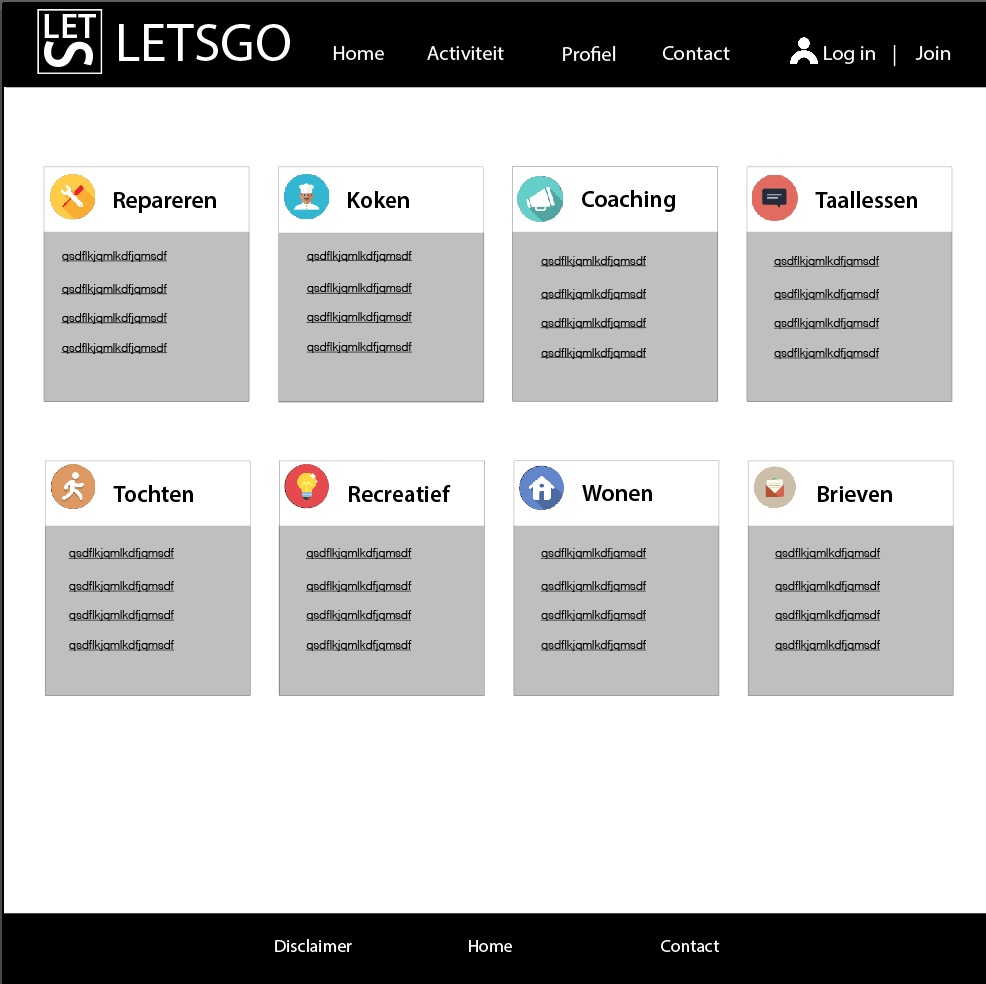 LETS LETSGO Home Activiteit Profiel Contact Log in | Join
Repareren Koken Coaching Taallessen
qsdflkjqmlkdfjqmsdf qsdflkjqmlkdfjqmsdf qsdflkjqmlkdfjqmsdf qsdflkjqmlkdfjqmsdf
qsdflkjqmlkdfjqmsdf qsdflkjqmlkdfjqmsdf qsdflkjqmlkdfjqmsdf qsdflkjqmlkdfjqmsdf
qsdflkjqmlkdfjqmsdf qsdflkjqmlkdfjqmsdf qsdflkjqmlkdfjqmsdf qsdflkjqmlkdfjqmsdf
qsdflkjqmlkdfjqmsdf qsdflkjqmlkdfjqmsdf qsdflkjqmlkdfjqmsdf qsdflkjqmlkdfjqmsdf
Tochten Recreatief Wonen Brieven
qsdflkjqmlkdfjqmsdf qsdflkjqmlkdfjqmsdf qsdflkjqmlkdfjqmsdf qsdflkjqmlkdfjqmsdf
qsdflkjqmlkdfjqmsdf qsdflkjqmlkdfjqmsdf qsdflkjqmlkdfjqmsdf qsdflkjqmlkdfjqmsdf
qsdflkjqmlkdfjqmsdf qsdflkjqmlkdfjqmsdf qsdflkjqmlkdfjqmsdf qsdflkjqmlkdfjqmsdf
qsdflkjqmlkdfjqmsdf qsdflkjqmlkdfjqmsdf qsdflkjqmlkdfjqmsdf qsdflkjqmlkdfjqmsdf
Disclaimer Home Contact